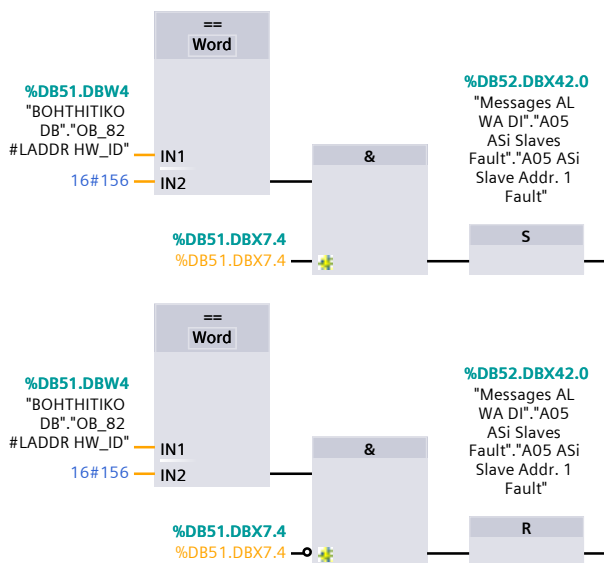 ==
Word
%DB51.DBW4
"BOHTHITIKO
DB"."OB_82
#LADDR HW_ID"
IN1
16#156
IN2
&
%DB51.DBX7.4
%DB51.DBX7.4
%DB52.DBX42.0
"Messages AL
WA DI"."A05
ASi Slaves
Fault"."A05 ASi
Slave Addr. 1
Fault"
S
==
Word
%DB51.DBW4
"BOHTHITIKO
DB"."OB_82
#LADDR HW_ID"
IN1
16#156
IN2
&
%DB51.DBX7.4
%DB51.DBX7.4
%DB52.DBX42.0
"Messages AL
WA DI"."A05
ASi Slaves
Fault"."A05 ASi
Slave Addr. 1
Fault"
R